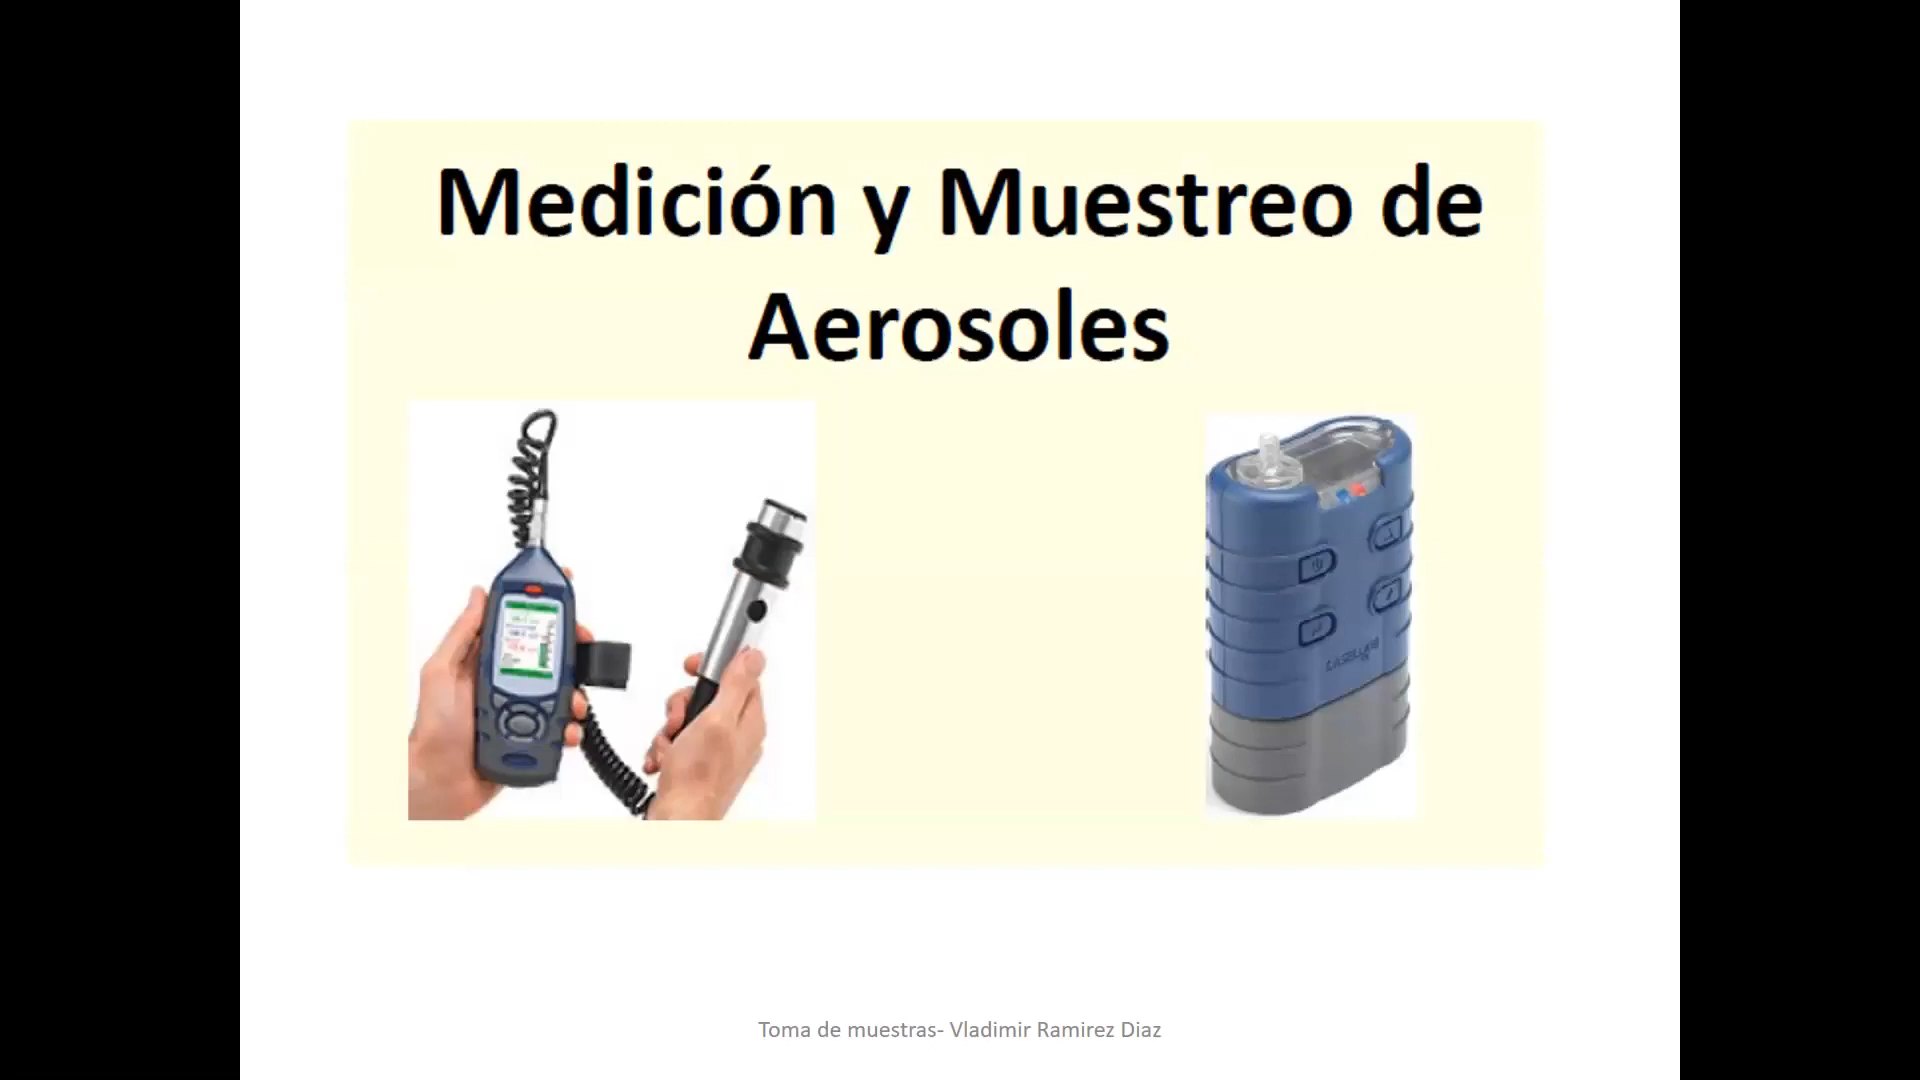 Medición y Muestreo de
Aerosoles
Toma de muestras- Vladimir Ramirez Diaz